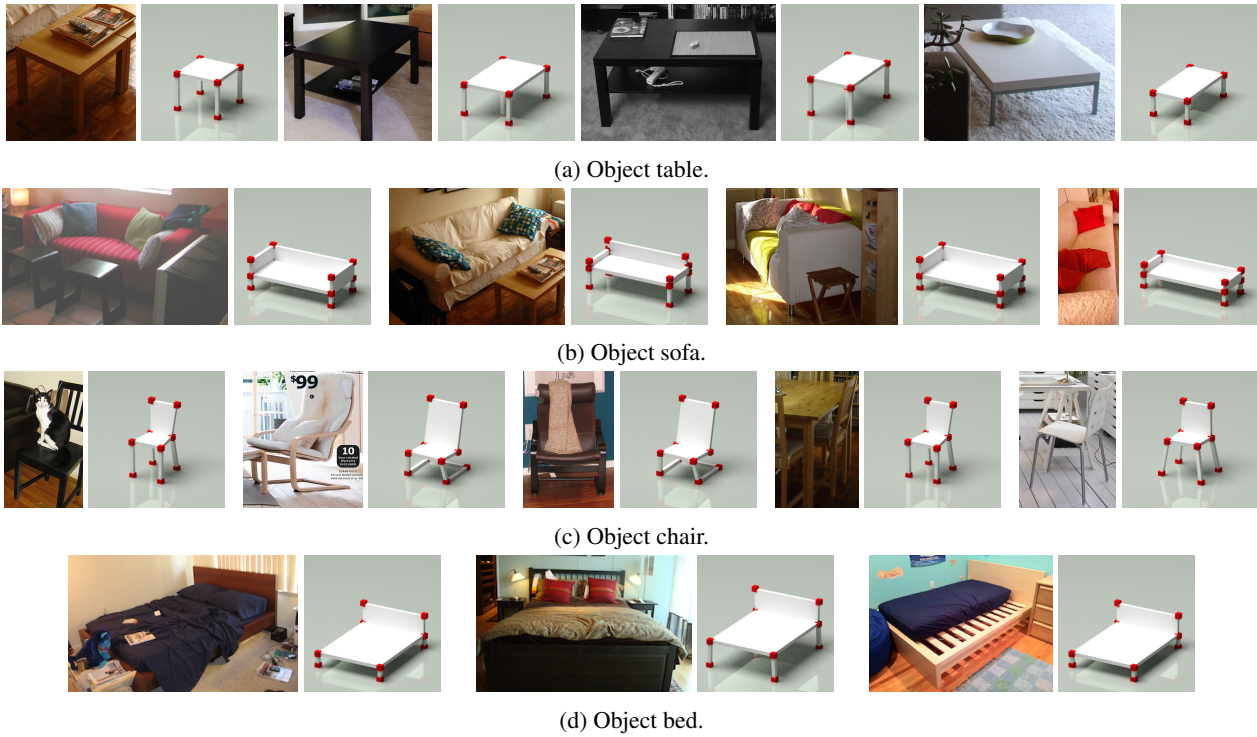 (a) Object table.
(b) Object sofa.
$99
10
(c) Object chair.
(d) Object bed.